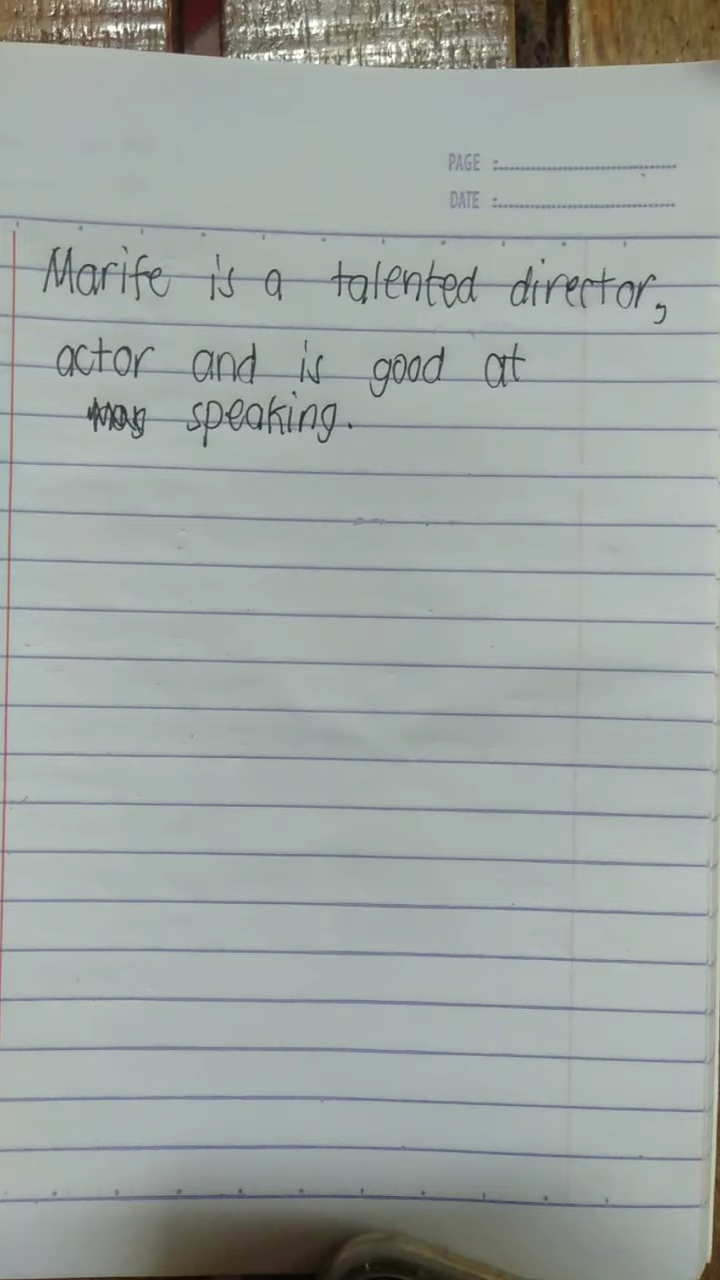 PAGE :
DATE :
Marife is a talented director,
actor and is good at
speaking.